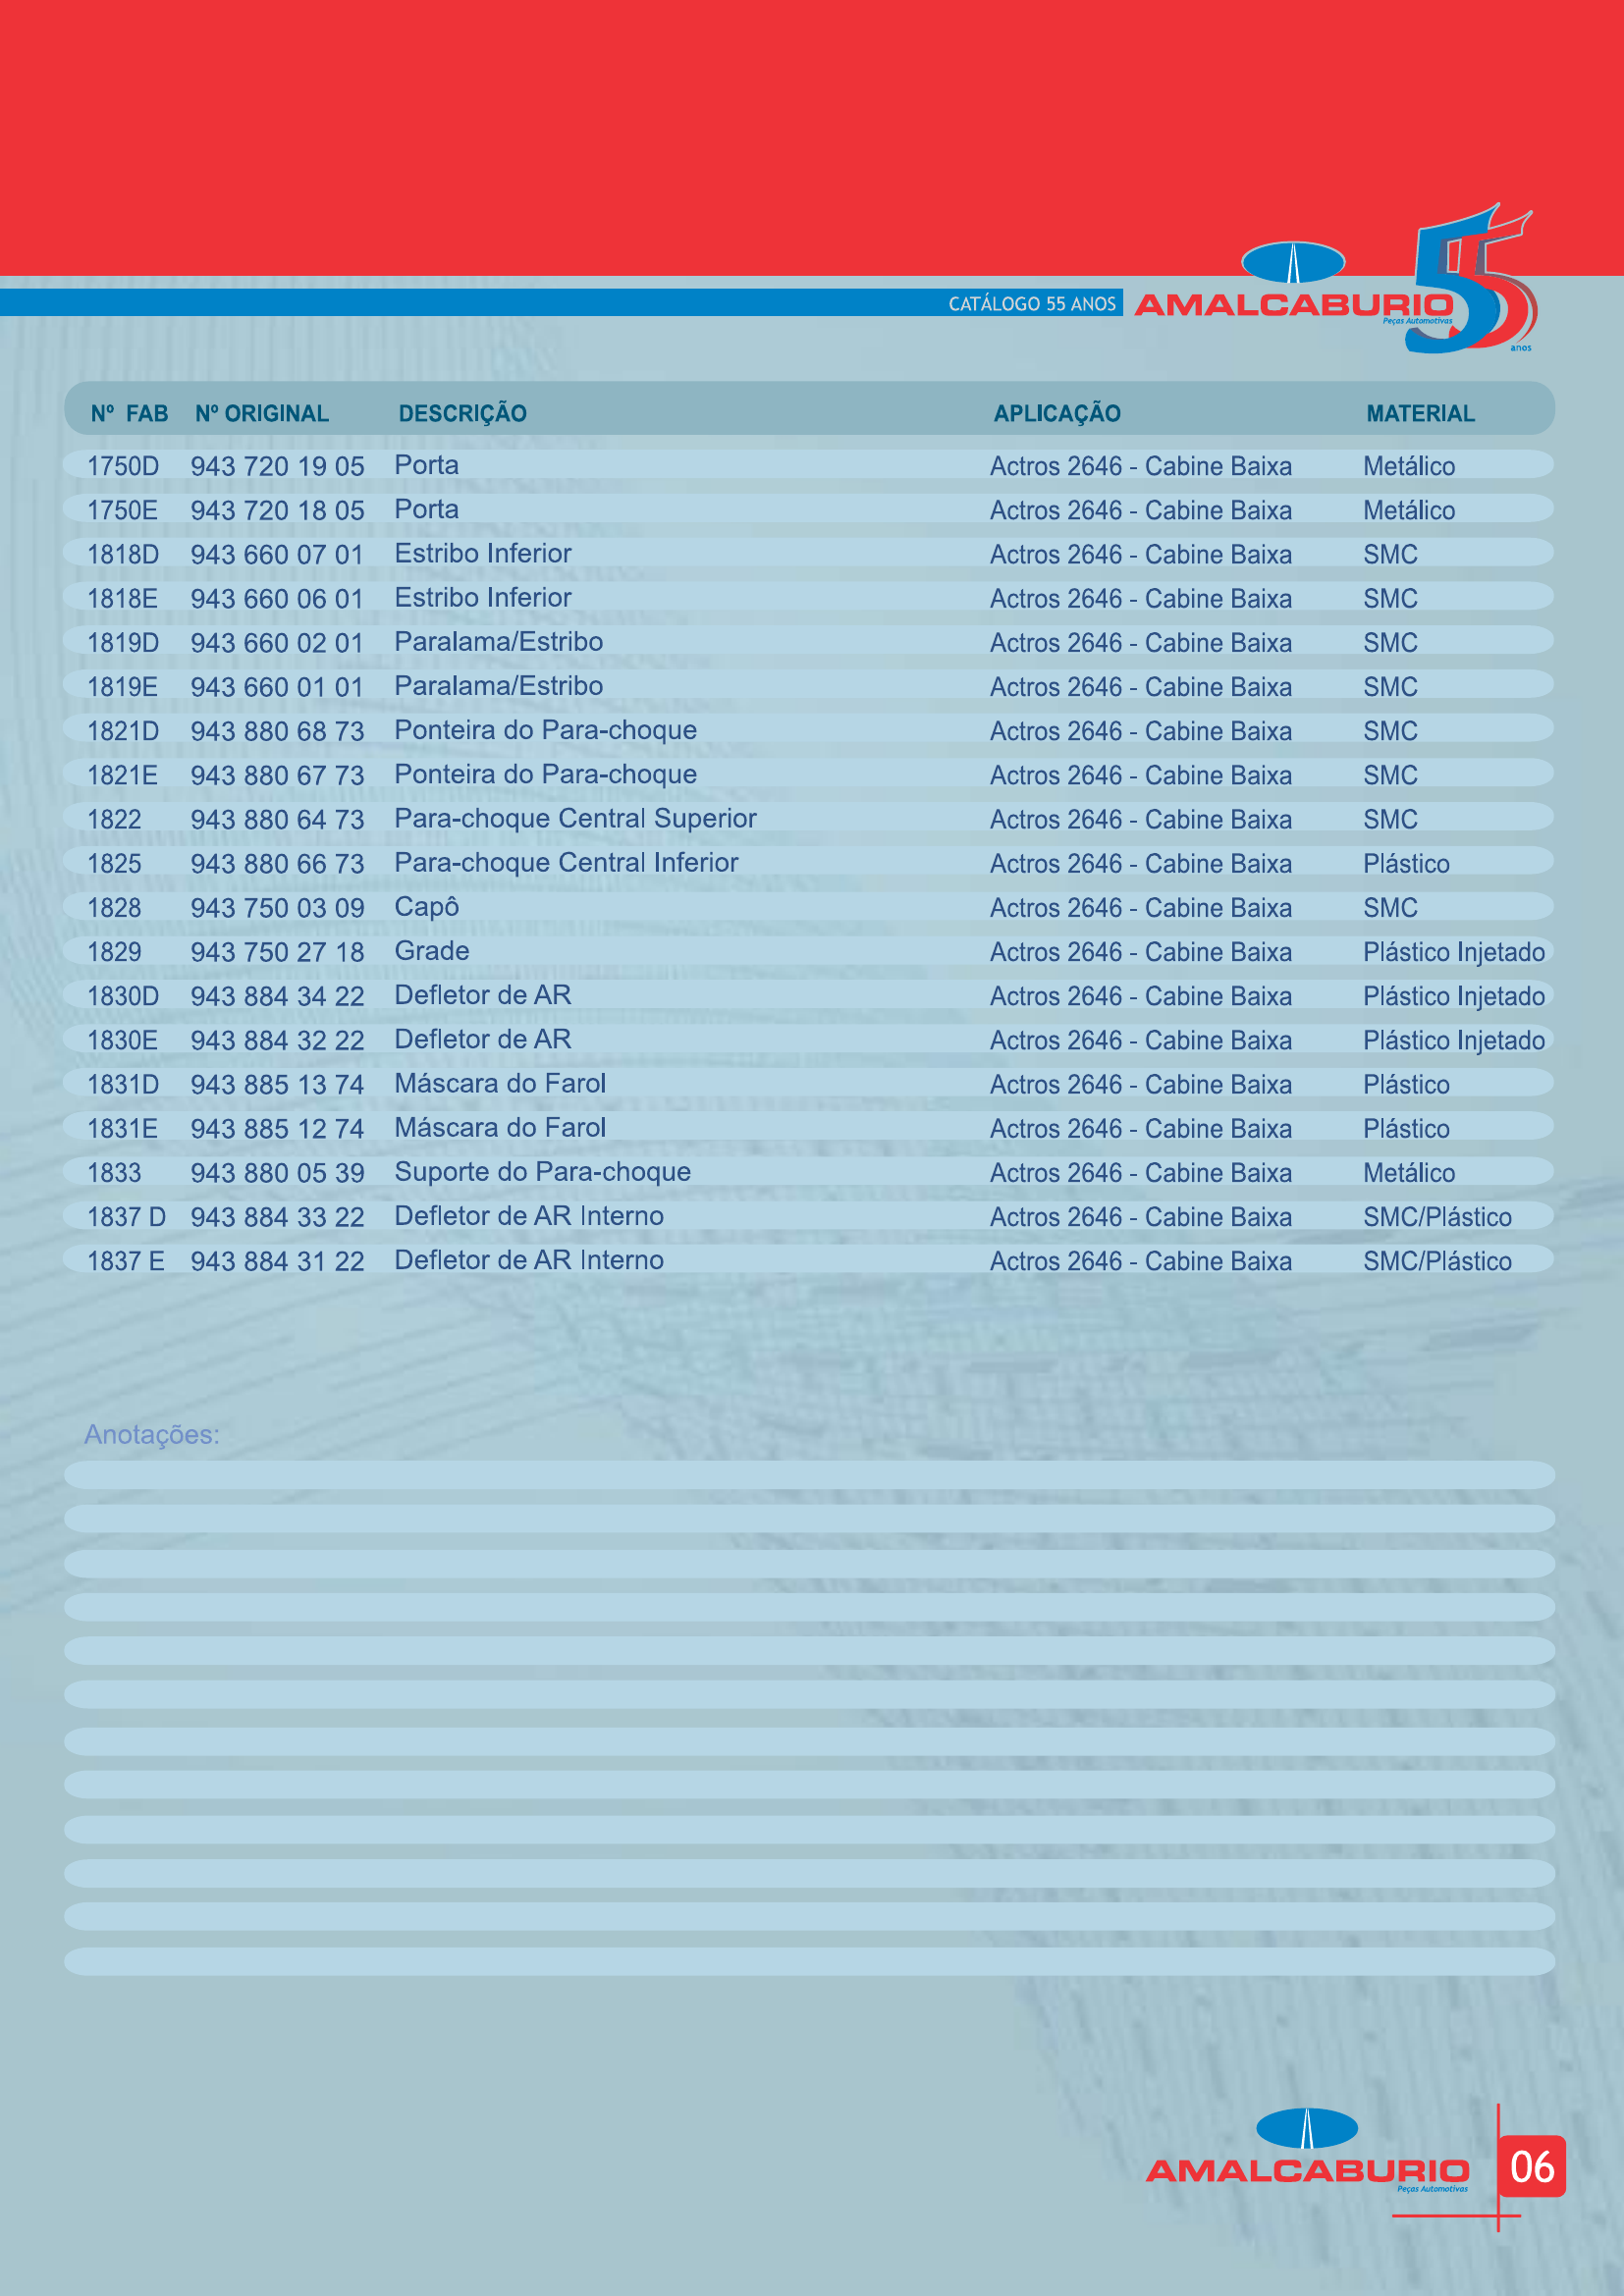 CATÁLOGO 55 ANOS AMALCABURIO 55
Peças Automotivas
anos
Nº FAB Nº ORIGINAL DESCRIÇÃO APLICAÇÃO MATERIAL
1750D 943 720 19 05 Porta Actros 2646 - Cabine Baixa Metálico
1750E 943 720 18 05 Porta Actros 2646 - Cabine Baixa Metálico
1818D 943 660 07 01 Estribo Inferior Actros 2646 - Cabine Baixa SMC
1818E 943 660 06 01 Estribo Inferior Actros 2646 - Cabine Baixa SMC
1819D 943 660 02 01 Paralama/Estribo Actros 2646 - Cabine Baixa SMC
1819E 943 660 01 01 Paralama/Estribo Actros 2646 - Cabine Baixa SMC
1821D 943 880 68 73 Ponteira do Para-choque Actros 2646 - Cabine Baixa SMC
1821E 943 880 67 73 Ponteira do Para-choque Actros 2646 - Cabine Baixa SMC
1822 943 880 64 73 Para-choque Central Superior Actros 2646 - Cabine Baixa SMC
1825 943 880 66 73 Para-choque Central Inferior Actros 2646 - Cabine Baixa Plástico
1828 943 750 03 09 Capô Actros 2646 - Cabine Baixa SMC
1829 943 750 27 18 Grade Actros 2646 - Cabine Baixa Plástico Injetado
1830D 943 884 34 22 Defletor de AR Actros 2646 - Cabine Baixa Plástico Injetado
1830E 943 884 32 22 Defletor de AR Actros 2646 - Cabine Baixa Plástico Injetado
1831D 943 885 13 74 Máscara do Farol Actros 2646 - Cabine Baixa Plástico
1831E 943 885 12 74 Máscara do Farol Actros 2646 - Cabine Baixa Plástico
1833 943 880 05 39 Suporte do Para-choque Actros 2646 - Cabine Baixa Metálico
1837 D 943 884 33 22 Defletor de AR Interno Actros 2646 - Cabine Baixa SMC/Plástico
1837 E 943 884 31 22 Defletor de AR Interno Actros 2646 - Cabine Baixa SMC/Plástico
Anotações:
AMALCABURIO 06
Peças Automotivas